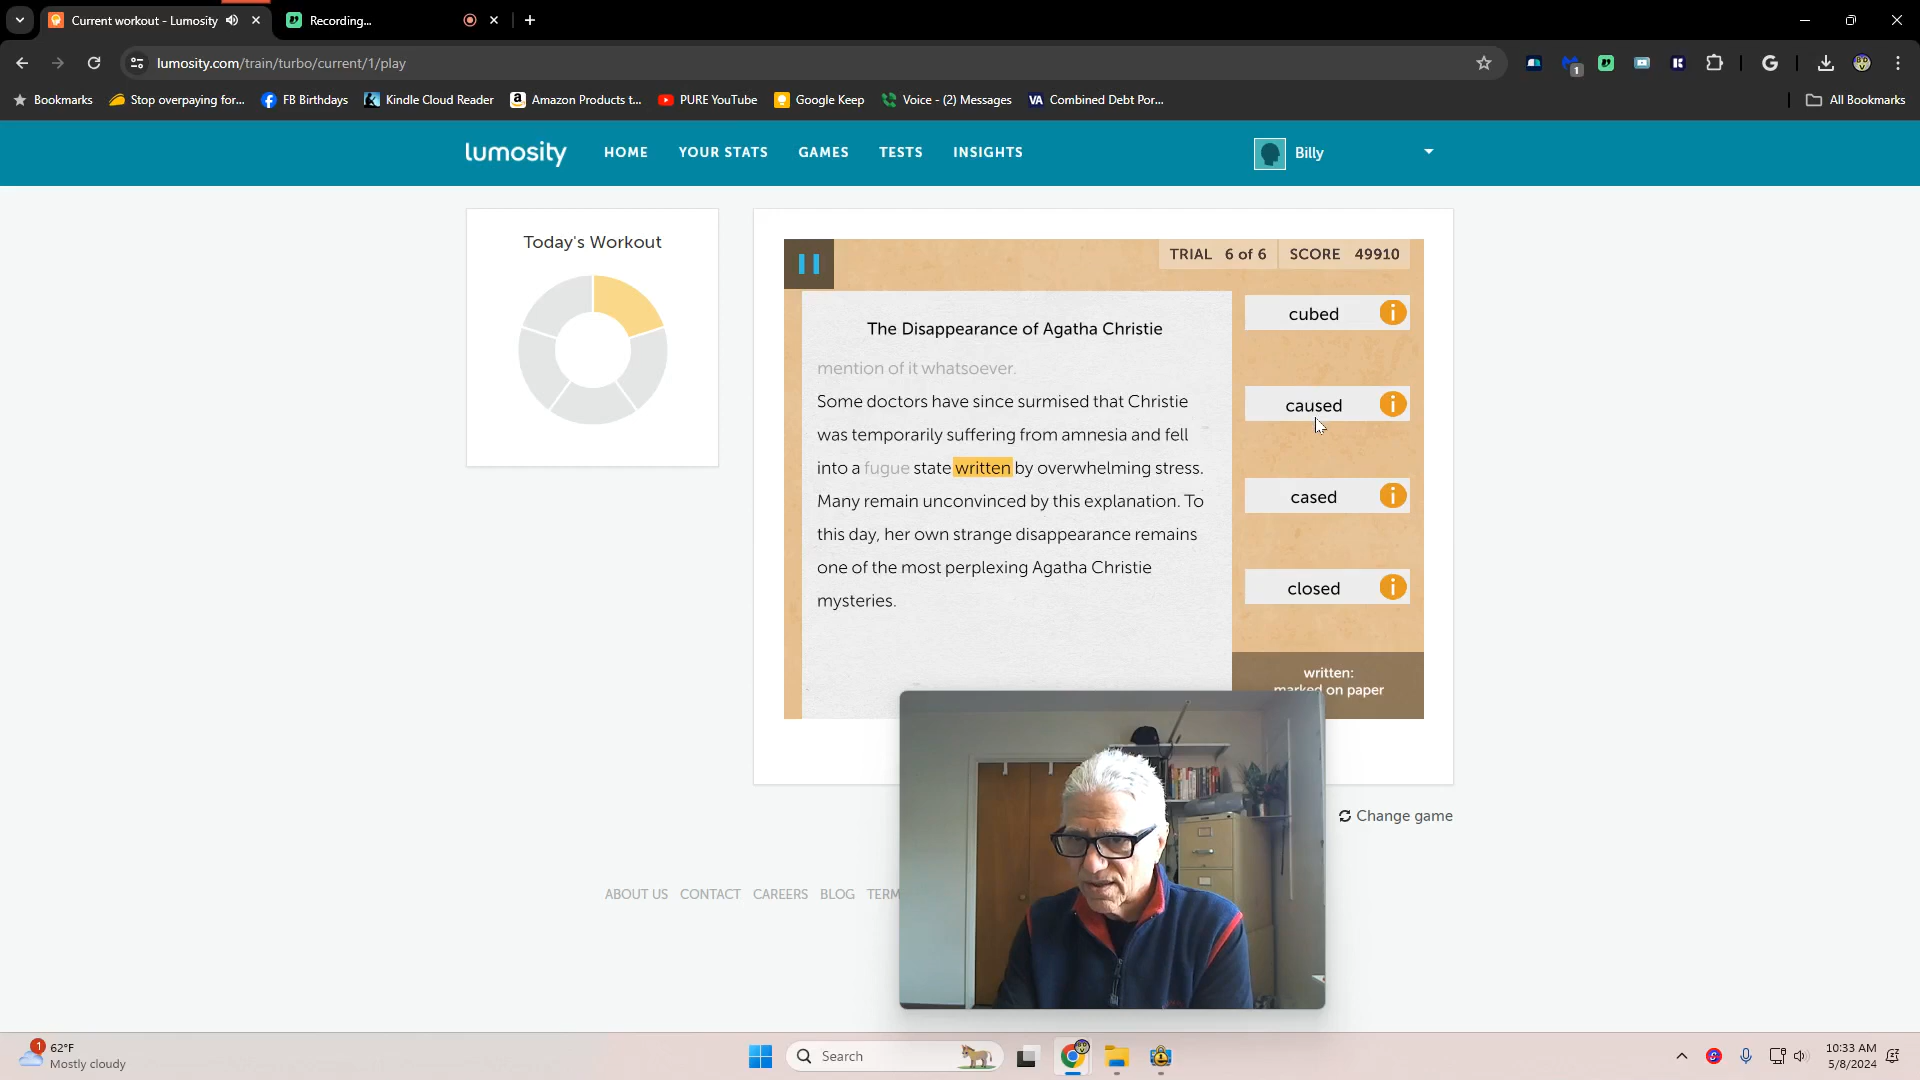 Current workout - Lumosity
Recording...
lumosity.com/train/turbo/current/1/play
1
Bookmarks
Stop overpaying for...
FB Birthdays
Kindle Cloud Reader
Amazon Products t...
PURE YouTube
Google Keep
Voice - (2) Messages
VA Combined Debt Por...
All Bookmarks
lumosity
HOME
YOUR STATS
GAMES
TESTS
INSIGHTS
Billy
Today's Workout
TRIAL 6 of 6
SCORE 49910
The Disappearance of Agatha Christie
mention of it whatsoever.
Some doctors have since surmised that Christie
was temporarily suffering from amnesia and fell
into a fugue state written by overwhelming stress.
Many remain unconvinced by this explanation. To
this day, her own strange disappearance remains
one of the most perplexing Agatha Christie
mysteries.
cubed
caused
cased
closed
written:
marked on paper
Change game
ABOUT US
CONTACT
CAREERS
BLOG
TERM
1
62°F
Mostly cloudy
Search
10:33 AM
5/8/2024